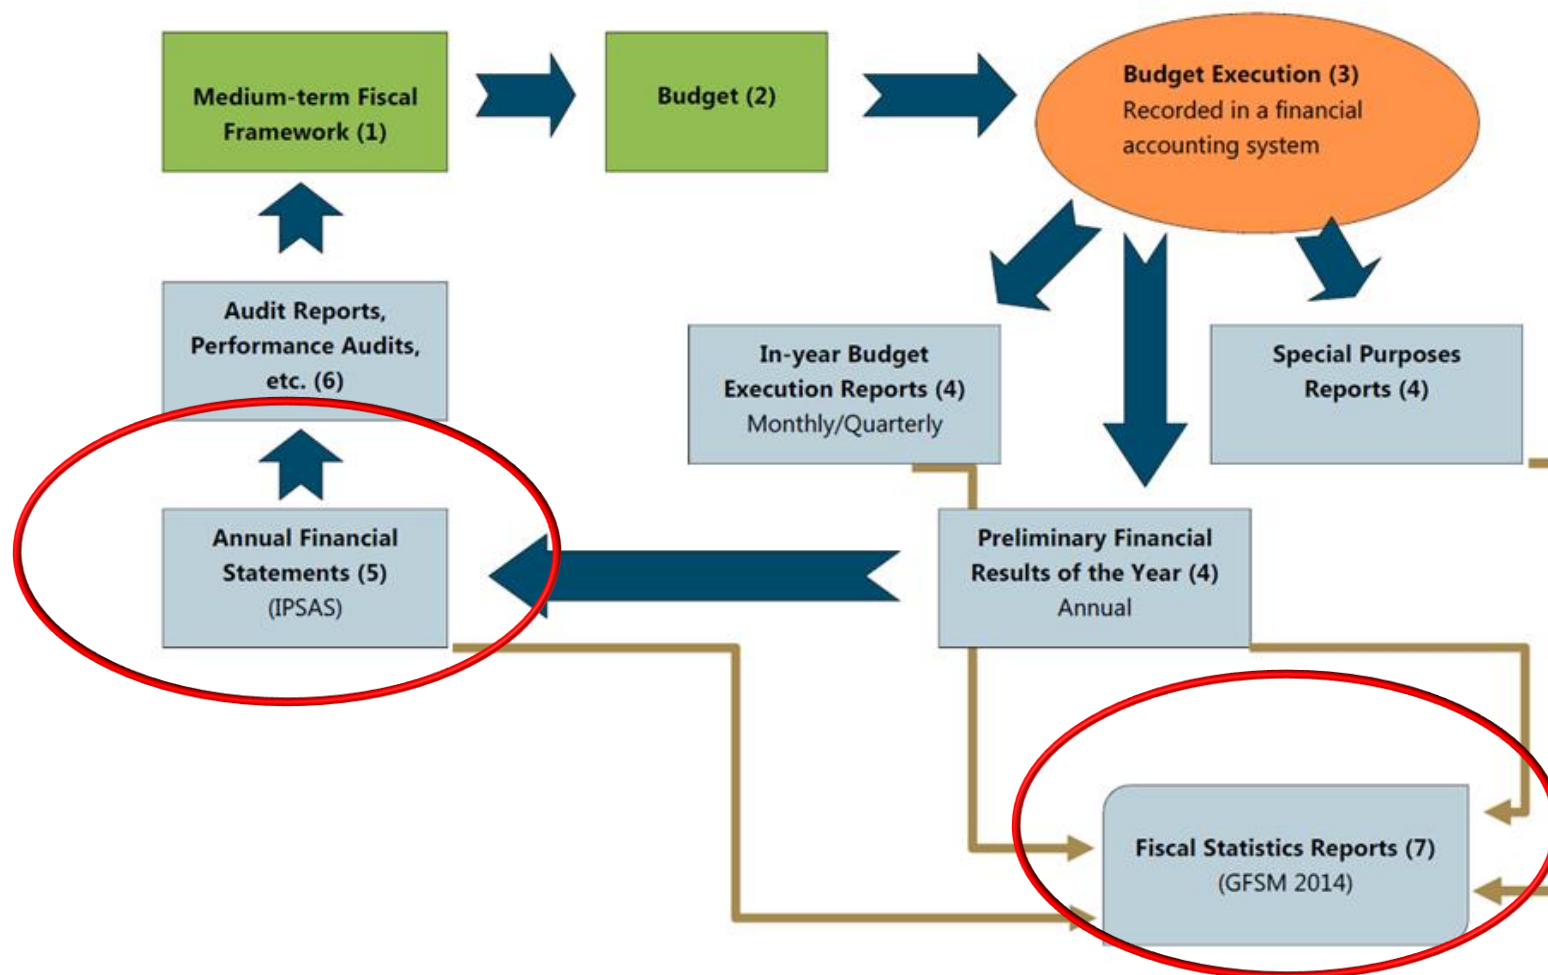 Medium-term Fiscal
Framework (1)
Budget (2)
Budget Execution (3)
Recorded in a financial
accounting system
Audit Reports,
Performance Audits,
etc. (6)
In-year Budget
Execution Reports (4)
Monthly/Quarterly
Special Purposes
Reports (4)
Annual Financial
Statements (5)
(IPSAS)
Preliminary Financial
Results of the Year (4)
Annual
Fiscal Statistics Reports (7)
(GFSM 2014)